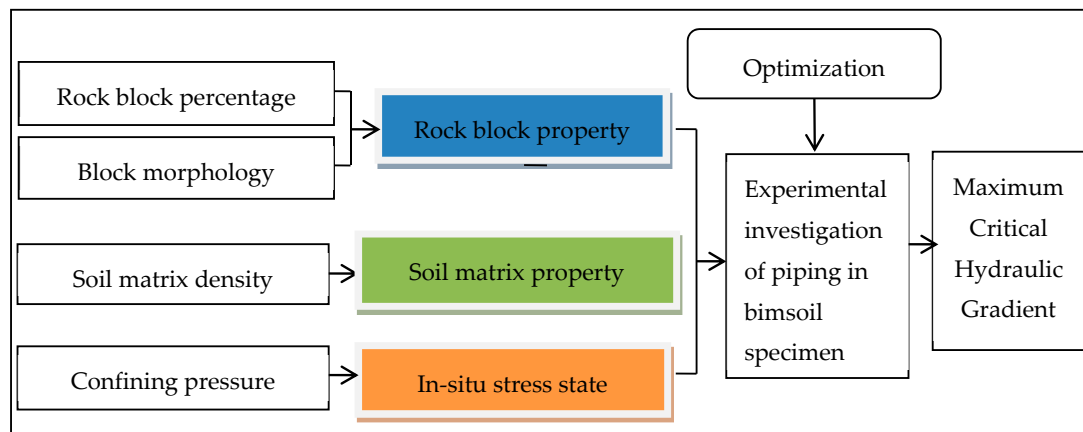 Optimization
Rock block percentage
Block morphology
Rock block property
Soil matrix density
Soil matrix property
Confining pressure
In-situ stress state
Experimental
investigation
of piping in
bimsoil
specimen
Maximum
Critical
Hydraulic
Gradient